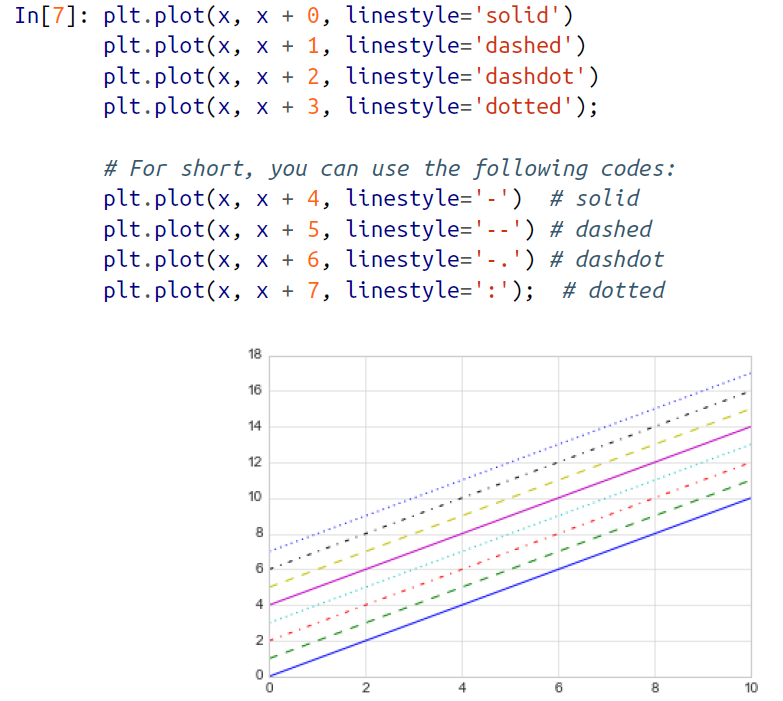 In[7]: plt.plot(x, x + 0, linestyle='solid')
plt.plot(x, x + 1, linestyle='dashed')
plt.plot(x, x + 2, linestyle='dashdot')
plt.plot(x, x + 3, linestyle='dotted');
# For short, you can use the following codes:
plt.plot(x, x + 4, linestyle='-')  # solid
plt.plot(x, x + 5, linestyle='--') # dashed
plt.plot(x, x + 6, linestyle='-.') # dashdot
plt.plot(x, x + 7, linestyle=':');  # dotted
18
16
14
12
10
8
6
4
2
0
0 2 4 6 8 10